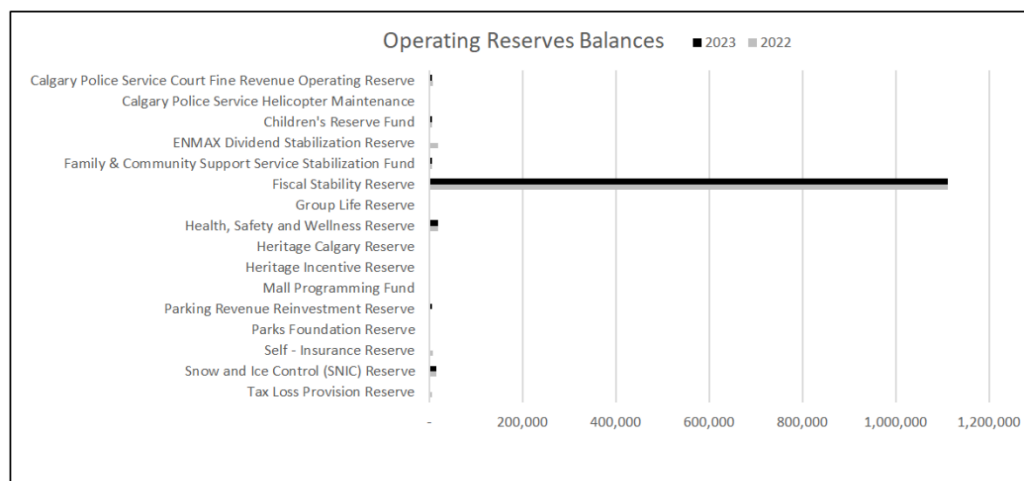 Operating Reserves Balances 2023 2022
Calgary Police Service Court Fine Revenue Operating Reserve
Calgary Police Service Helicopter Maintenance
Children's Reserve Fund
ENMAX Dividend Stabilization Reserve
Family & Community Support Service Stabilization Fund
Fiscal Stability Reserve
Group Life Reserve
Health, Safety and Wellness Reserve
Heritage Calgary Reserve
Heritage Incentive Reserve
Mall Programming Fund
Parking Revenue Reinvestment Reserve
Parks Foundation Reserve
Self - Insurance Reserve
Snow and Ice Control (SNIC) Reserve
Tax Loss Provision Reserve
- 200,000 400,000 600,000 800,000 1,000,000 1,200,000